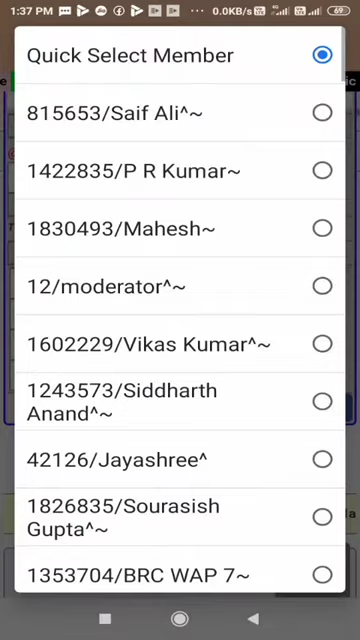 1:37 PM ... 0.0KB/s 69
Quick Select Member
815653/Saif Ali^~
1422835/P R Kumar~
1830493/Mahesh~
12/moderator^~
1602229/Vikas Kumar^~
1243573/Siddharth
Anand^~
42126/Jayashree^
1826835/Sourasish
Gupta^~
1353704/BRC WAP 7~